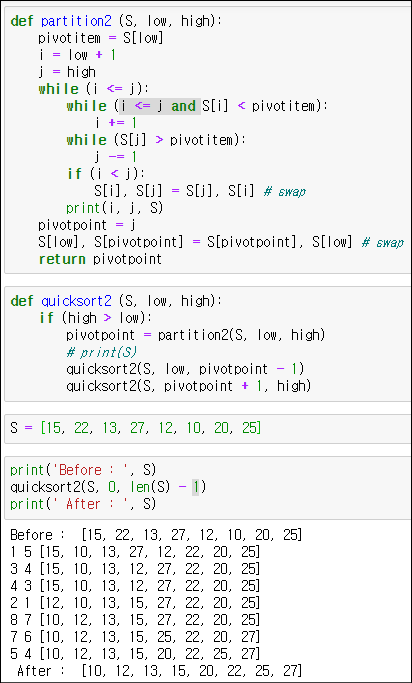 def partition2 (S, low, high):
    pivotitem = S[low]
    i = low + 1
    j = high
    while (i <= j):
        while (i <= j and S[i] < pivotitem):
            i += 1
        while (S[j] > pivotitem):
            j -= 1
        if (i < j):
            S[i], S[j] = S[j], S[i] # swap
        print(i, j, S)
    pivotpoint = j
    S[low], S[pivotpoint] = S[pivotpoint], S[low] # swap
    return pivotpoint
def quicksort2 (S, low, high):
    if (high > low):
        pivotpoint = partition2(S, low, high)
        # print(S)
        quicksort2(S, low, pivotpoint - 1)
        quicksort2(S, pivotpoint + 1, high)
S = [15, 22, 13, 27, 12, 10, 20, 25]
print('Before : ', S)
quicksort2(S, 0, len(S) - 1)
print(' After : ', S)
Before :  [15, 22, 13, 27, 12, 10, 20, 25]
1 5 [15, 10, 13, 27, 12, 22, 20, 25]
3 4 [15, 10, 13, 12, 27, 22, 20, 25]
4 3 [15, 10, 13, 12, 27, 22, 20, 25]
2 1 [12, 10, 13, 15, 27, 22, 20, 25]
8 7 [10, 12, 13, 15, 27, 22, 20, 25]
7 6 [10, 12, 13, 15, 25, 22, 20, 27]
5 4 [10, 12, 13, 15, 20, 22, 25, 27]
 After :  [10, 12, 13, 15, 20, 22, 25, 27]